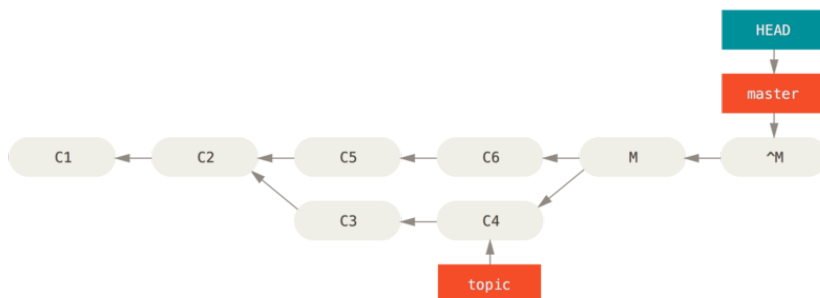 HEAD
master
C1 C2 C5 C6 M ^M
C3 C4
topic